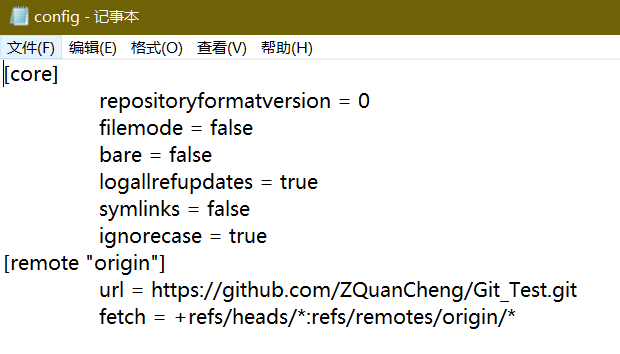 config - 记事本
文件(F) 编辑(E) 格式(O) 查看(V) 帮助(H)
[core]
repositoryformatversion = 0
filemode = false
bare = false
logallrefupdates = true
symlinks = false
ignorecase = true
[remote "origin"]
url = https://github.com/ZQuanCheng/Git_Test.git
fetch = +refs/heads/*:refs/remotes/origin/*